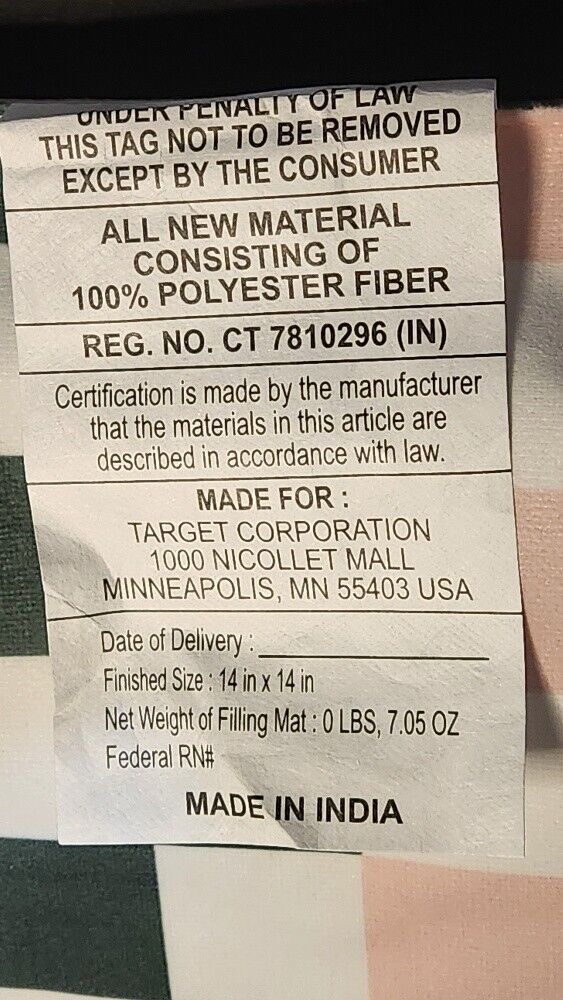 UNDER PENALTY OF LAW
THIS TAG NOT TO BE REMOVED
EXCEPT BY THE CONSUMER
ALL NEW MATERIAL
CONSISTING OF
100% POLYESTER FIBER
REG. NO. CT 7810296 (IN)
Certification is made by the manufacturer
that the materials in this article are
described in accordance with law.
MADE FOR :
TARGET CORPORATION
1000 NICOLLET MALL
MINNEAPOLIS, MN 55403 USA
Date of Delivery :
Finished Size : 14 in x 14 in
Net Weight of Filling Mat : 0 LBS, 7.05 OZ
Federal RN#
MADE IN INDIA